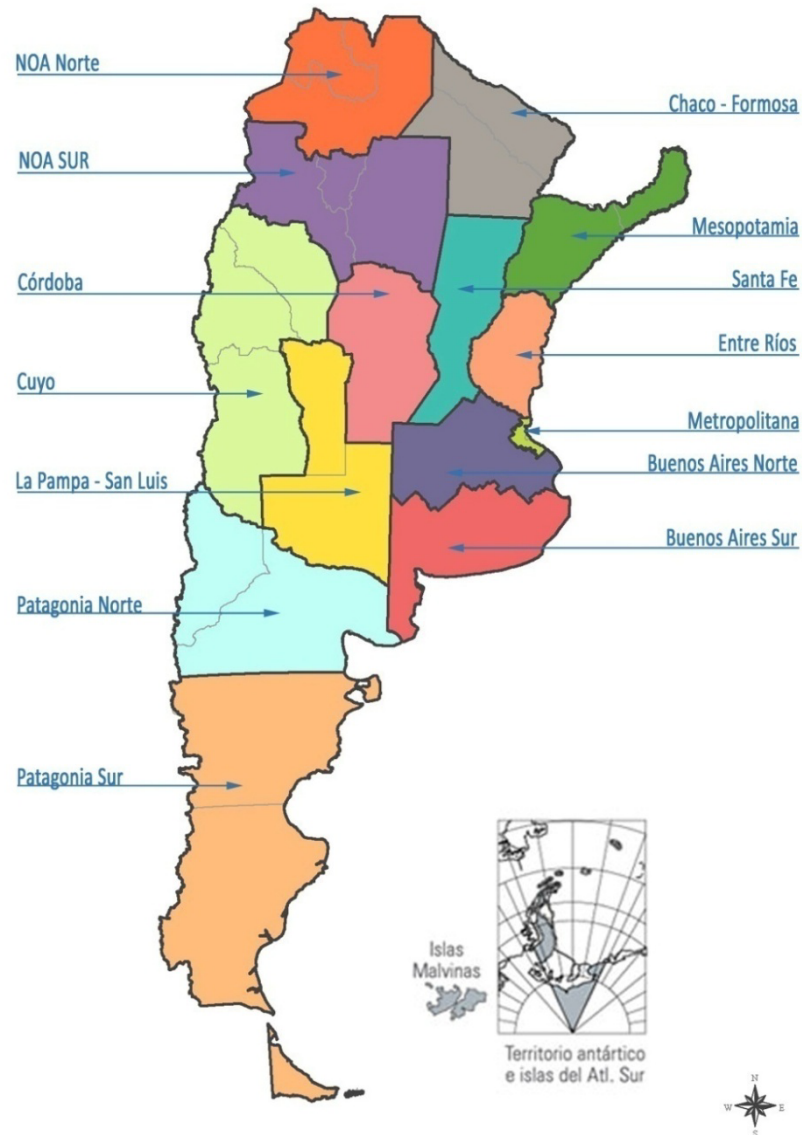 NOA Norte
Chaco - Formosa
NOA SUR
Mesopotamia
Córdoba
Santa Fe
Entre Ríos
Cuyo
Metropolitana
Buenos Aires Norte
La Pampa - San Luis
Buenos Aires Sur
Patagonia Norte
Patagonia Sur
Islas
Malvinas
Territorio antártico
e islas del Atl. Sur
N
W E
S